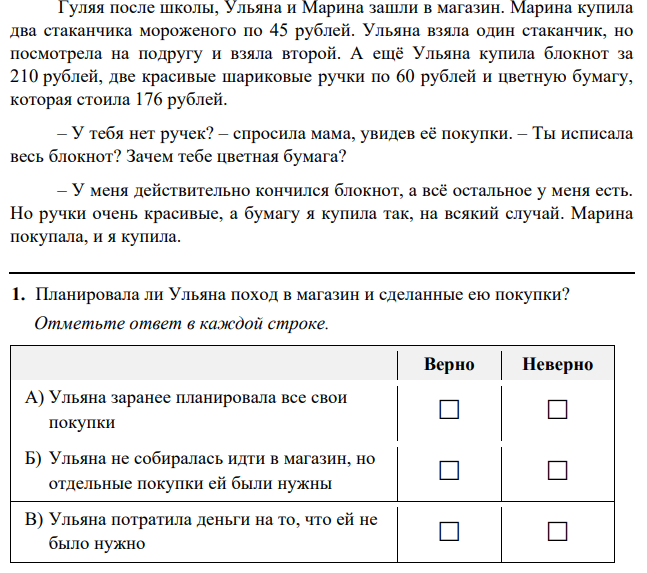 Гуляя после школы, Ульяна и Марина зашли в магазин. Марина купила
два стаканчика мороженого по 45 рублей. Ульяна взяла один стаканчик, но
посмотрела на подругу и взяла второй. А ещё Ульяна купила блокнот за
210 рублей, две красивые шариковые ручки по 60 рублей и цветную бумагу,
которая стоила 176 рублей.
– У тебя нет ручек? – спросила мама, увидев её покупки. – Ты исписала
весь блокнот? Зачем тебе цветная бумага?
– У меня действительно кончился блокнот, а всё остальное у меня есть.
Но ручки очень красивые, а бумагу я купила так, на всякий случай. Марина
покупала, и я купила.
1. Планировала ли Ульяна поход в магазин и сделанные ею покупки?
Отметьте ответ в каждой строке.
Верно Неверно
А) Ульяна заранее планировала все свои
покупки
Б) Ульяна не собиралась идти в магазин, но
отдельные покупки ей были нужны
В) Ульяна потратила деньги на то, что ей не
было нужно